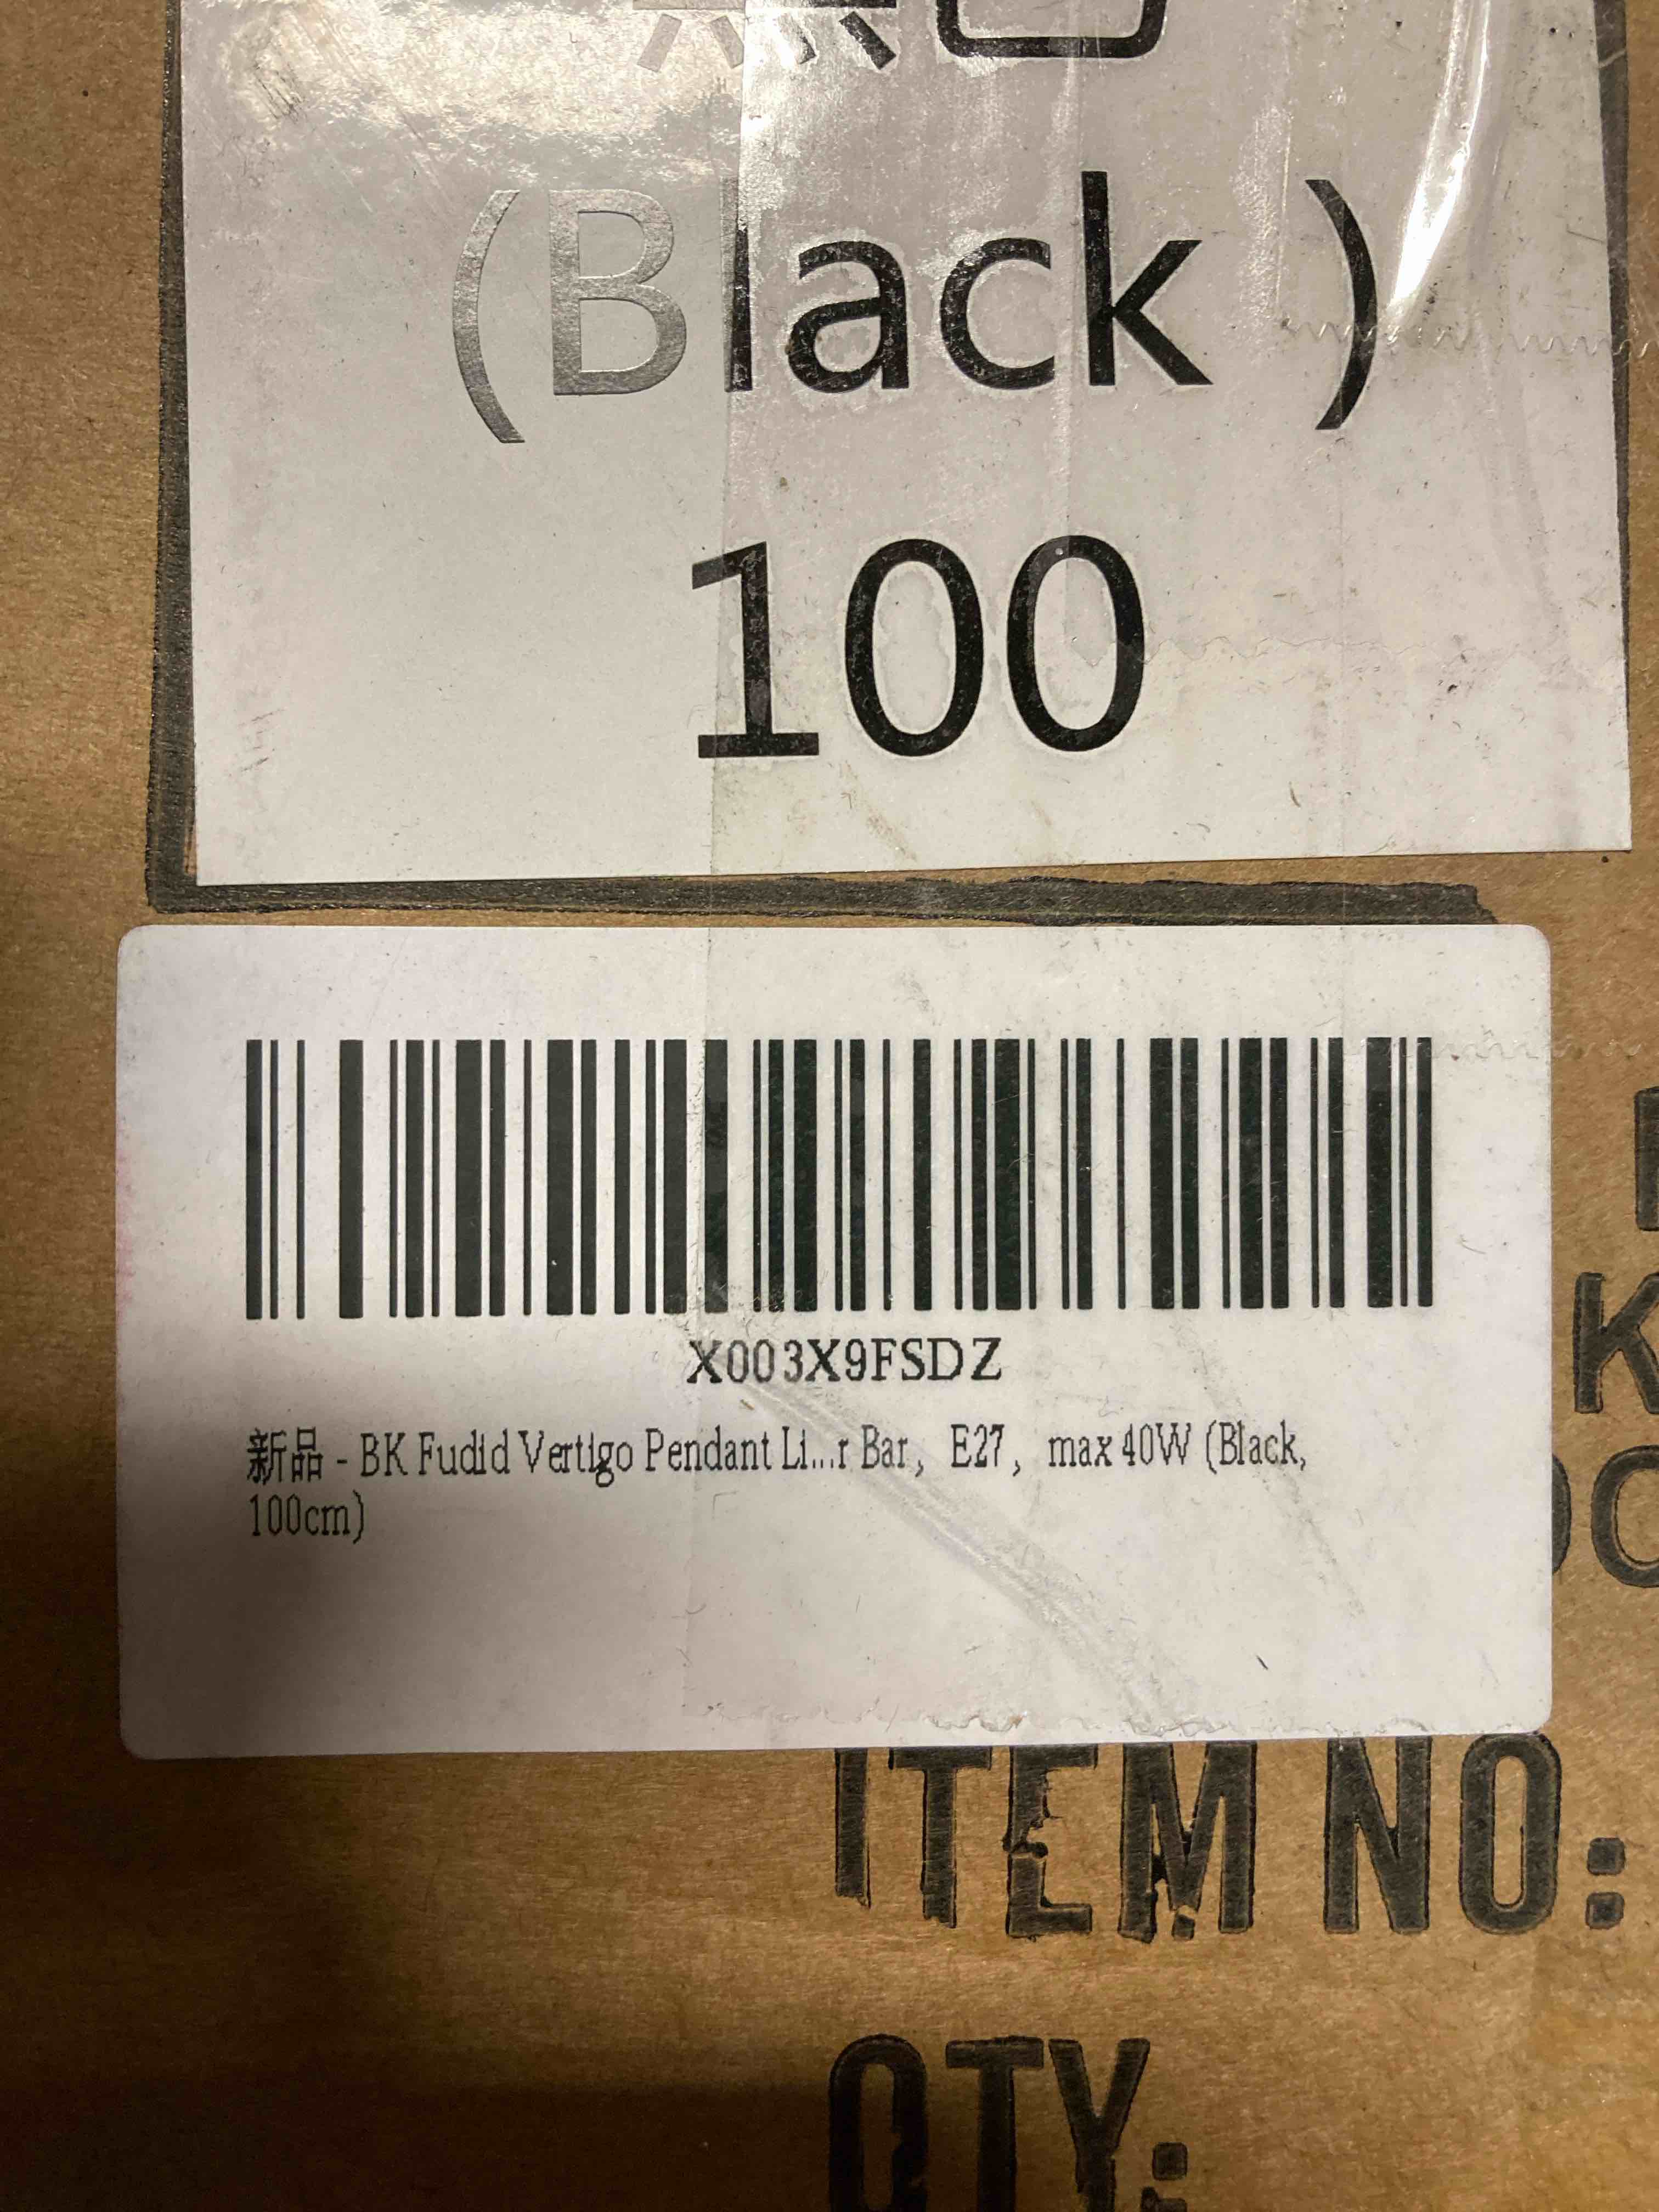 (Black )
100
X003X9FSDZ
新品 - BK Fudid Vertigo Pendant Li...r Bar, E27, max 40W (Black,
100cm)
ITEM NO:
QTY: